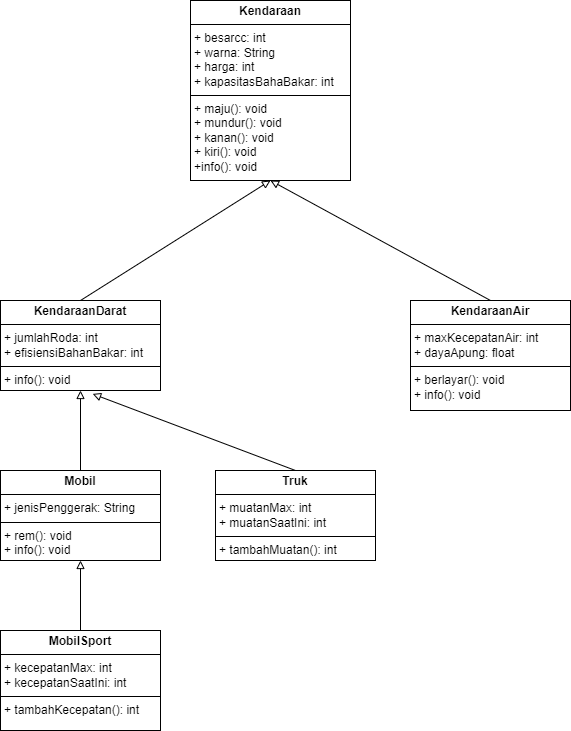 Kendaraan
+ besarcc: int
+ warna: String
+ harga: int
+ kapasitasBahaBakar: int
+ maju(): void
+ mundur(): void
+ kanan(): void
+ kiri(): void
+info(): void
KendaraanDarat
+ jumlahRoda: int
+ efisiensiBahanBakar: int
+ info(): void
KendaraanAir
+ maxKecepatanAir: int
+ dayaApung: float
+ berlayar(): void
+ info(): void
Mobil
+ jenisPenggerak: String
+ rem(): void
+ info(): void
Truk
+ muatanMax: int
+ muatanSaatIni: int
+ tambahMuatan(): int
MobilSport
+ kecepatanMax: int
+ kecepatanSaatIni: int
+ tambahKecepatan(): int